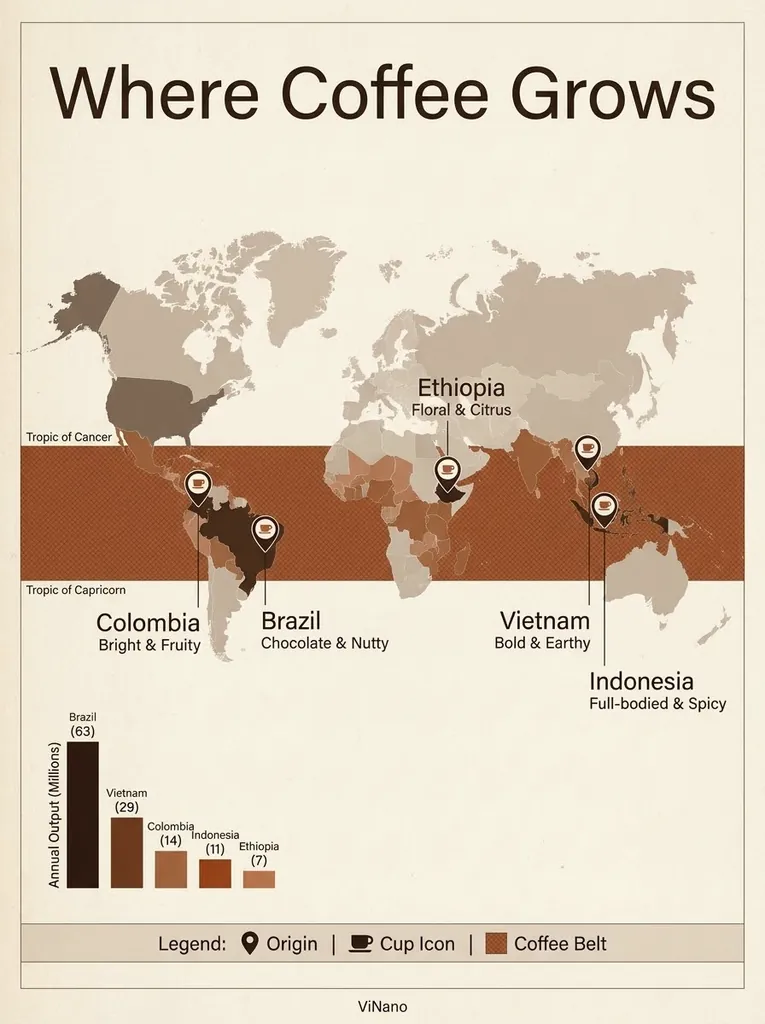 Where Coffee Grows
Ethiopia
Floral & Citrus
Tropic of Cancer
Tropic of Capricorn
Colombia
Bright & Fruity
Brazil
Chocolate & Nutty
Vietnam
Bold & Earthy
Indonesia
Full-bodied & Spicy
Annual Output (Millions)
Brazil
(63)
Vietnam
(29)
Colombia
(14)
Indonesia
(11)
Ethiopia
(7)
Legend: Origin | Cup Icon | Coffee Belt
ViNano